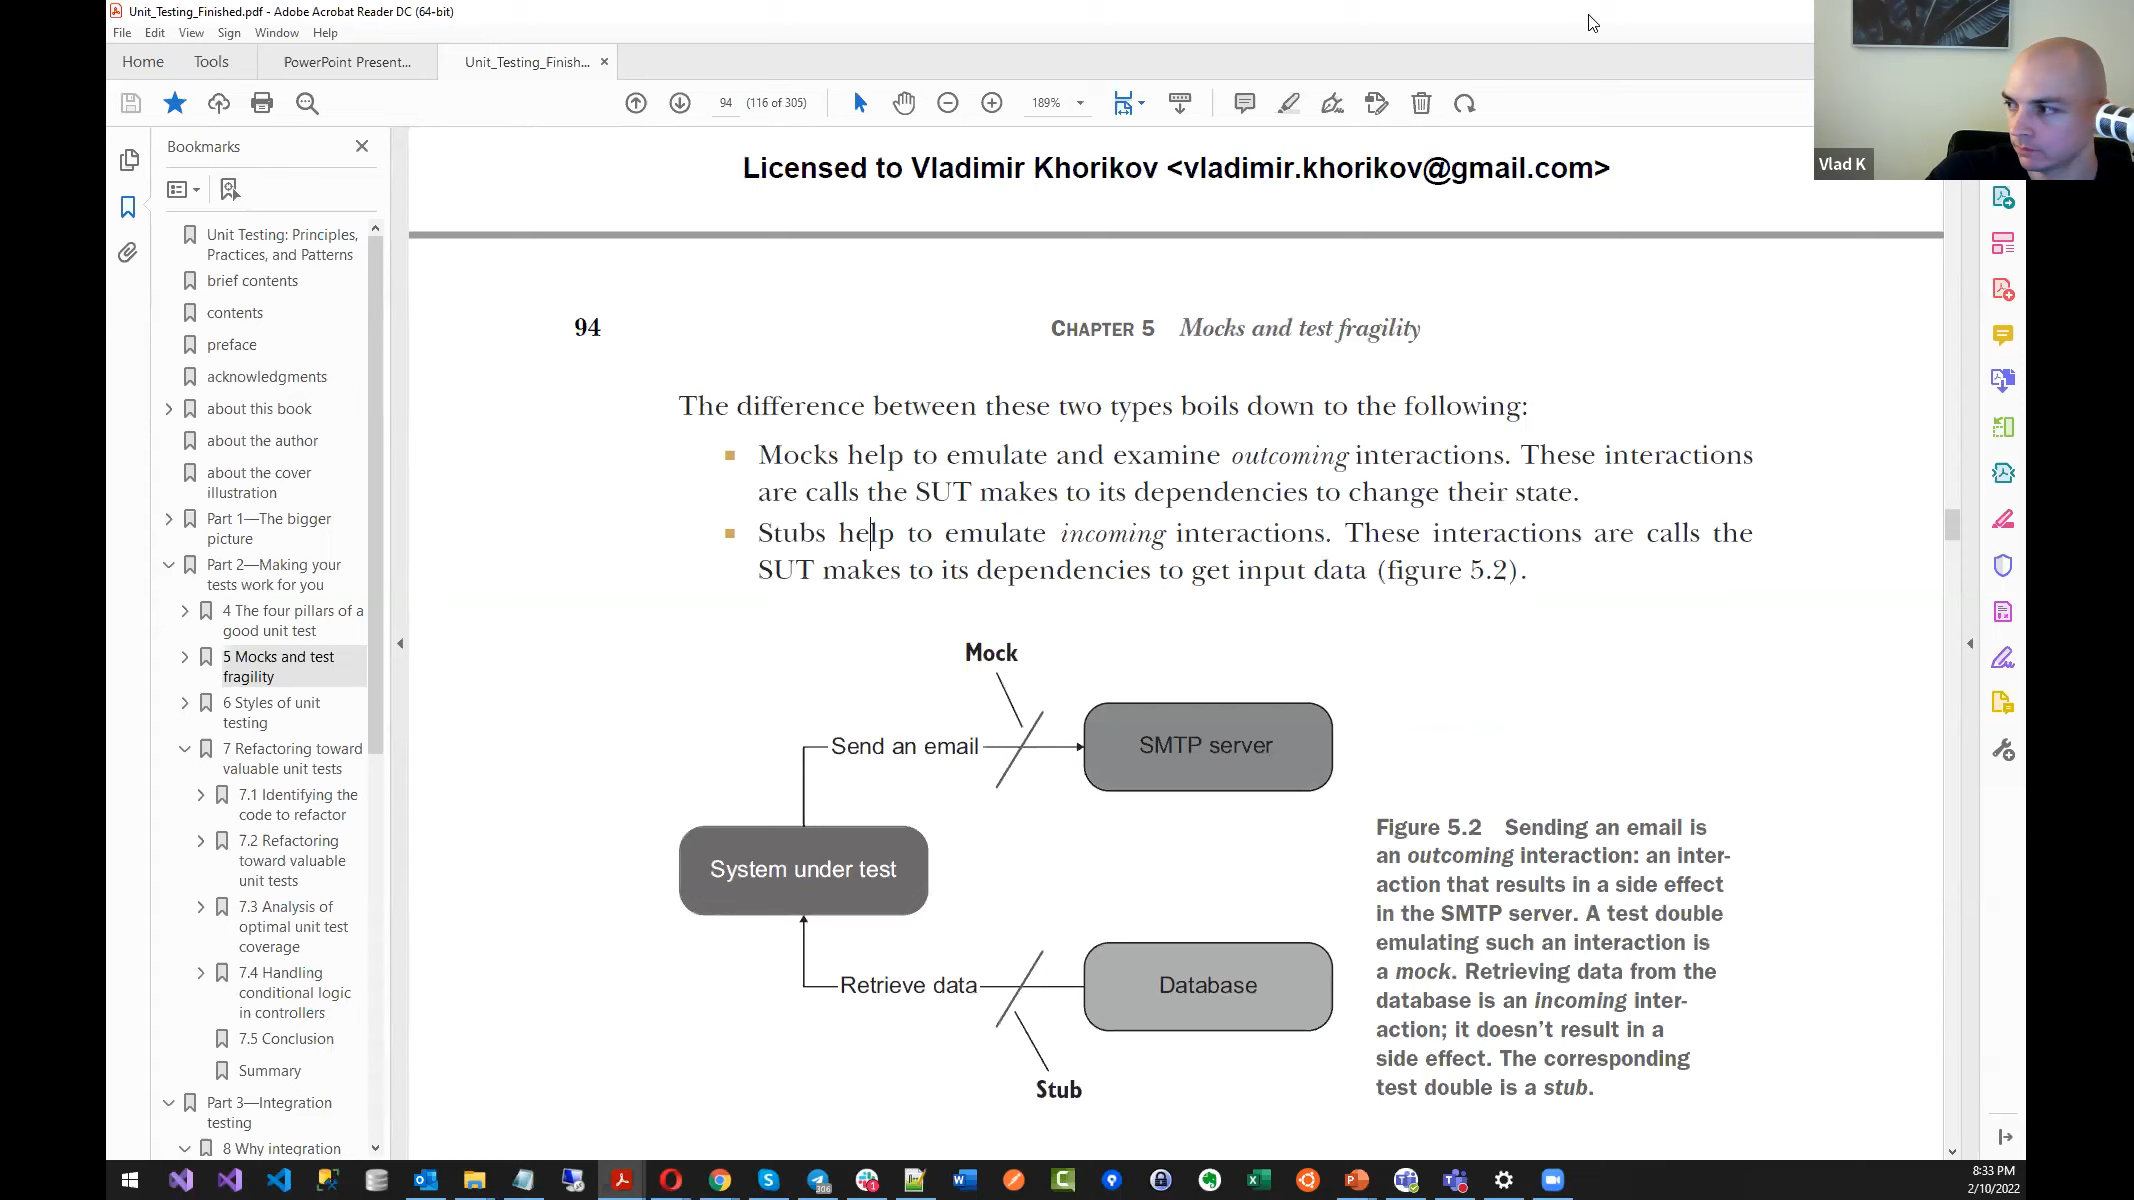 Unit_Testing_Finished.pdf - Adobe Acrobat Reader DC (64-bit)
File Edit View Sign Window Help
Home Tools PowerPoint Present... Unit_Testing_Finish...
94 (116 of 305) 189%
Vlad K
Bookmarks
Unit Testing: Principles,
Practices, and Patterns
brief contents
contents
preface
acknowledgments
about this book
about the author
about the cover
illustration
Part 1—The bigger
picture
Part 2—Making your
tests work for you
4 The four pillars of a
good unit test
5 Mocks and test
fragility
6 Styles of unit
testing
7 Refactoring toward
valuable unit tests
7.1 Identifying the
code to refactor
7.2 Refactoring
toward valuable
unit tests
7.3 Analysis of
optimal unit test
coverage
7.4 Handling
conditional logic
in controllers
7.5 Conclusion
Summary
Part 3—Integration
testing
8 Why integration
Licensed to Vladimir Khorikov <vladimir.khorikov@gmail.com>
94 CHAPTER 5 Mocks and test fragility
The difference between these two types boils down to the following:
Mocks help to emulate and examine outcoming interactions. These interactions
are calls the SUT makes to its dependencies to change their state.
Stubs help to emulate incoming interactions. These interactions are calls the
SUT makes to its dependencies to get input data (figure 5.2).
Mock
Send an email
SMTP server
System under test
Retrieve data
Database
Stub
Figure 5.2 Sending an email is
an outcoming interaction: an inter-
action that results in a side effect
in the SMTP server. A test double
emulating such an interaction is
a mock. Retrieving data from the
database is an incoming inter-
action; it doesn't result in a
side effect. The corresponding
test double is a stub.
306
8:33 PM
2/10/2022